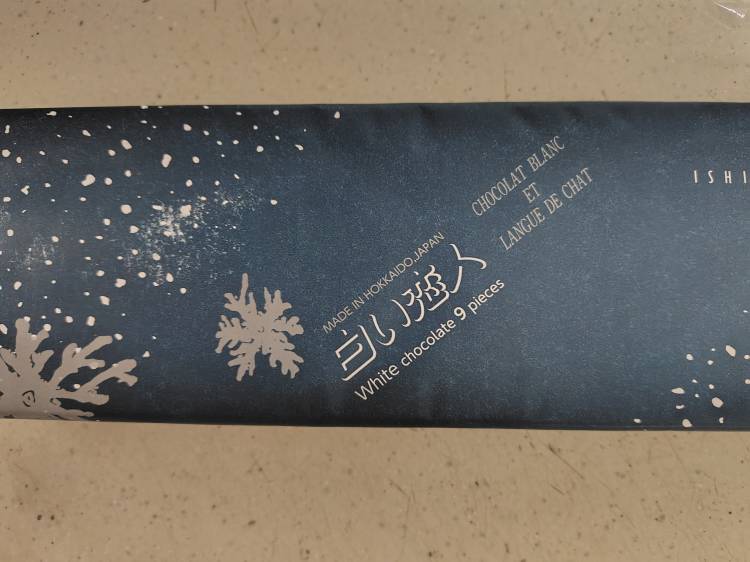 CHOCOLAT BLANC
ET
LANGUE DE CHAT
ISHI
MADE IN HOKKAIDO, JAPAN
白い恋人
White chocolate 9 pieces